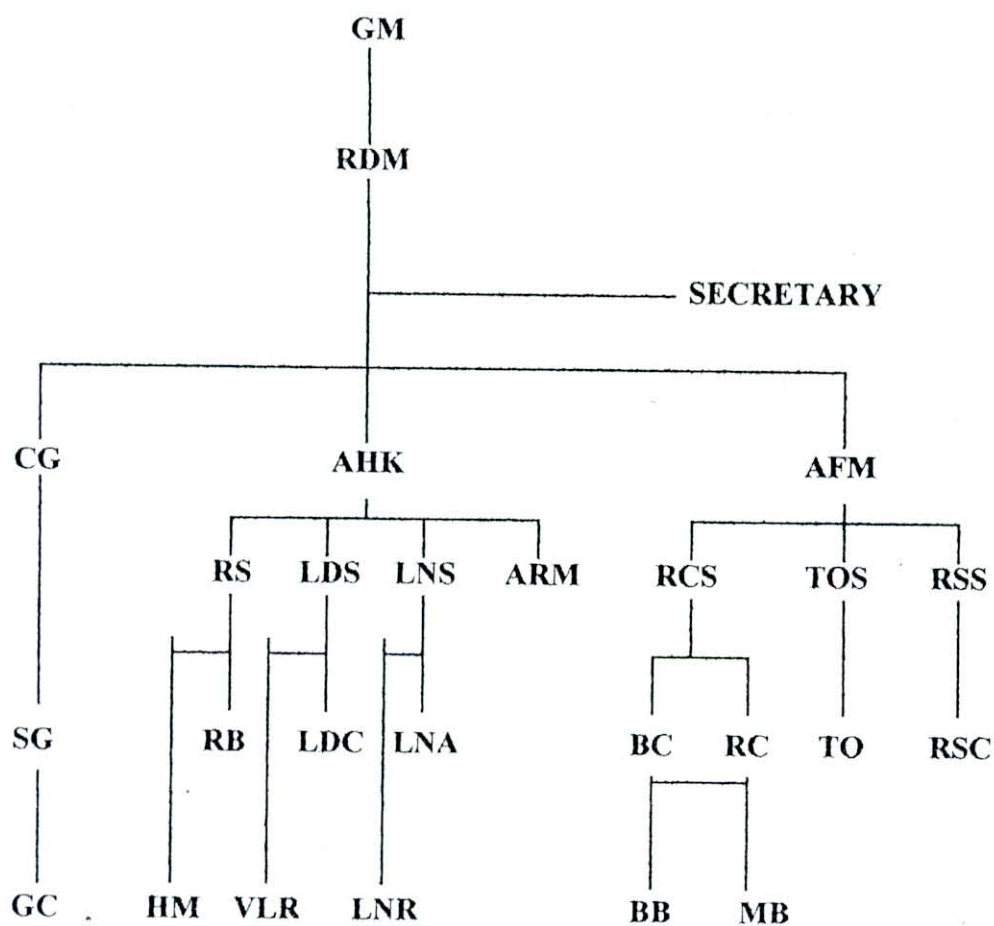 GM
RDM
SECRETARY
CG AHK AFM
RS LDS LNS ARM RCS TOS RSS
SG RB LDC LNA BC RC TO RSC
GC HM VLR LNR BB MB